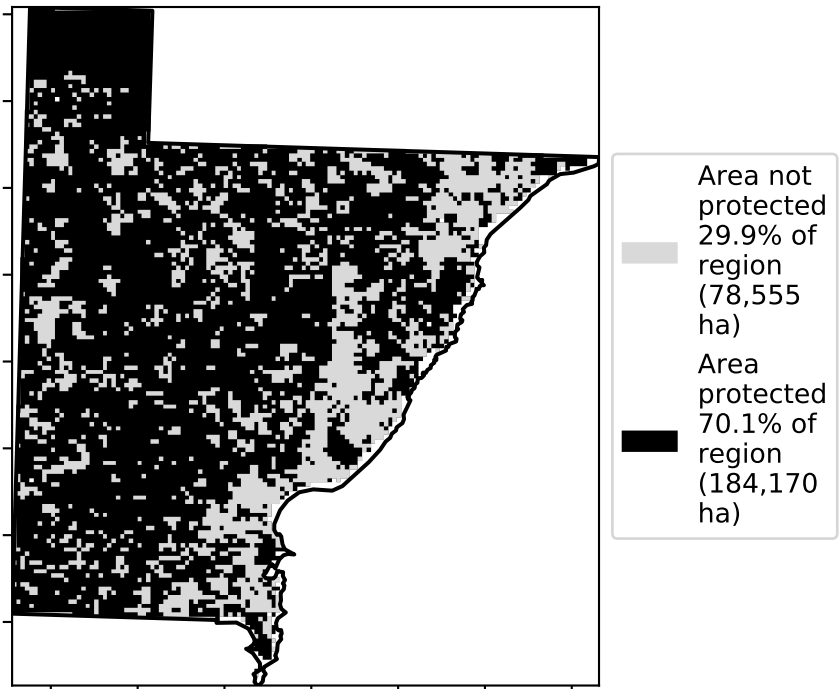 Area not
protected
29.9% of
region
(78,555
ha)
Area
protected
70.1% of
region
(184,170
ha)